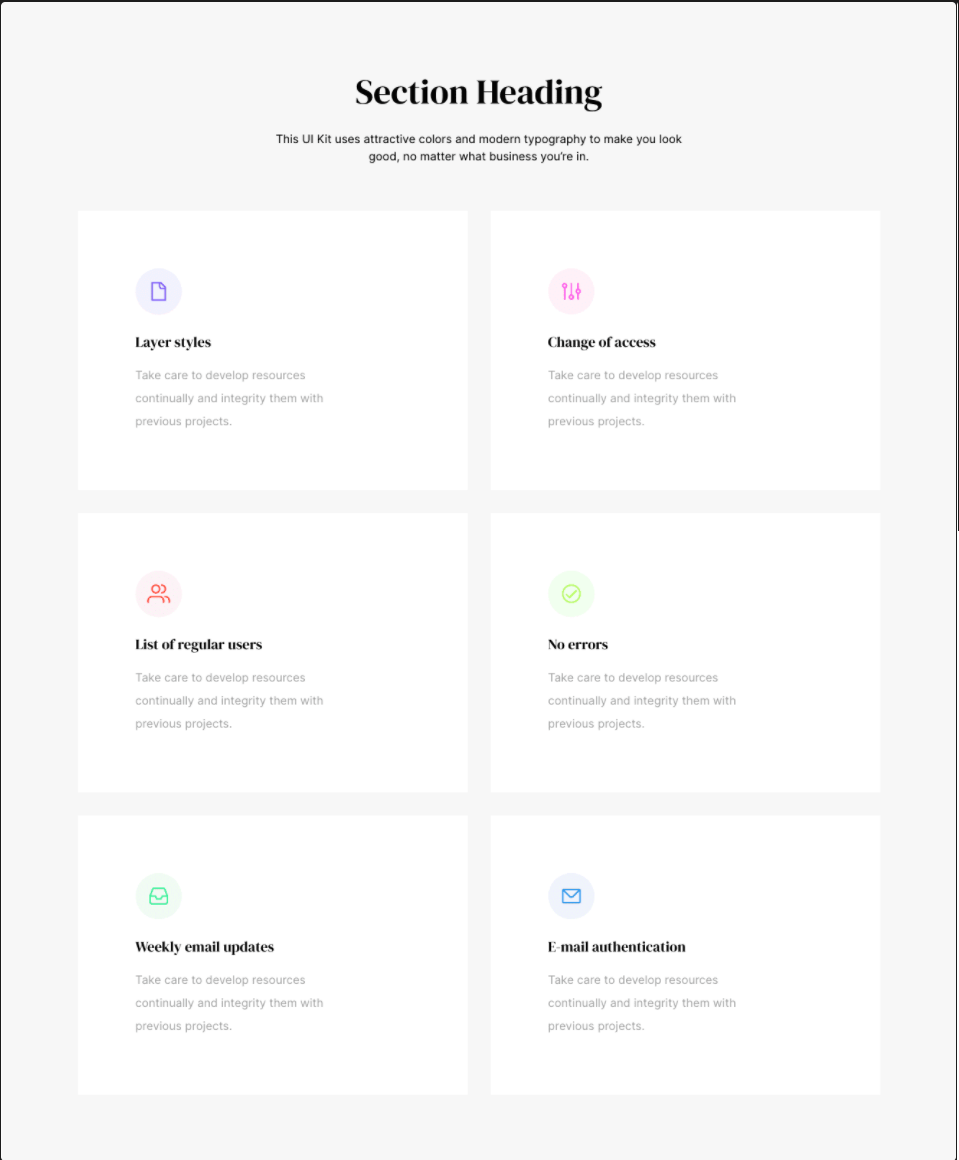 Section Heading
This UI Kit uses attractive colors and modern typography to make you look
good, no matter what business you're in.
Layer styles
Take care to develop resources
continually and integrity them with
previous projects.
Change of access
Take care to develop resources
continually and integrity them with
previous projects.
List of regular users
Take care to develop resources
continually and integrity them with
previous projects.
No errors
Take care to develop resources
continually and integrity them with
previous projects.
Weekly email updates
Take care to develop resources
continually and integrity them with
previous projects.
E-mail authentication
Take care to develop resources
continually and integrity them with
previous projects.